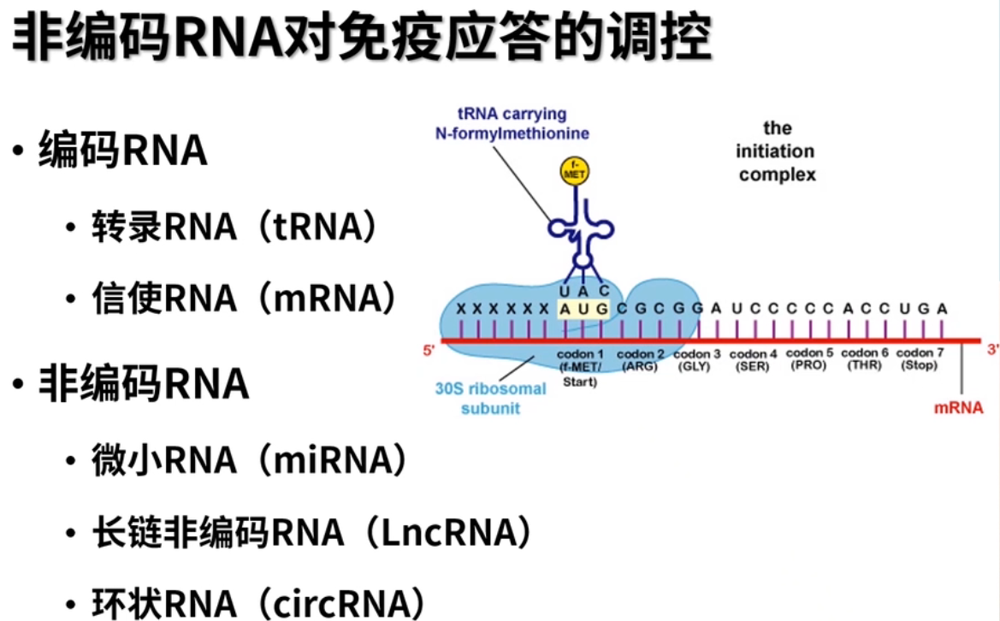 非编码RNA对免疫应答的调控
• 编码RNA
• 转录RNA（tRNA）
• 信使RNA（mRNA）
• 非编码RNA
• 微小RNA（miRNA）
• 长链非编码RNA（LncRNA）
• 环状RNA（circRNA）
tRNA carrying
N-formylmethionine
the
initiation
complex
f-
MET
U A C
X X X X X X A U G C G C G G A U C C C C C A C C U G A
5'
3'
codon 1
(f-MET/
Start)
codon 2
(ARG)
codon 3
(GLY)
codon 4
(SER)
codon 5
(PRO)
codon 6
(THR)
codon 7
(Stop)
30S ribosomal
subunit
mRNA